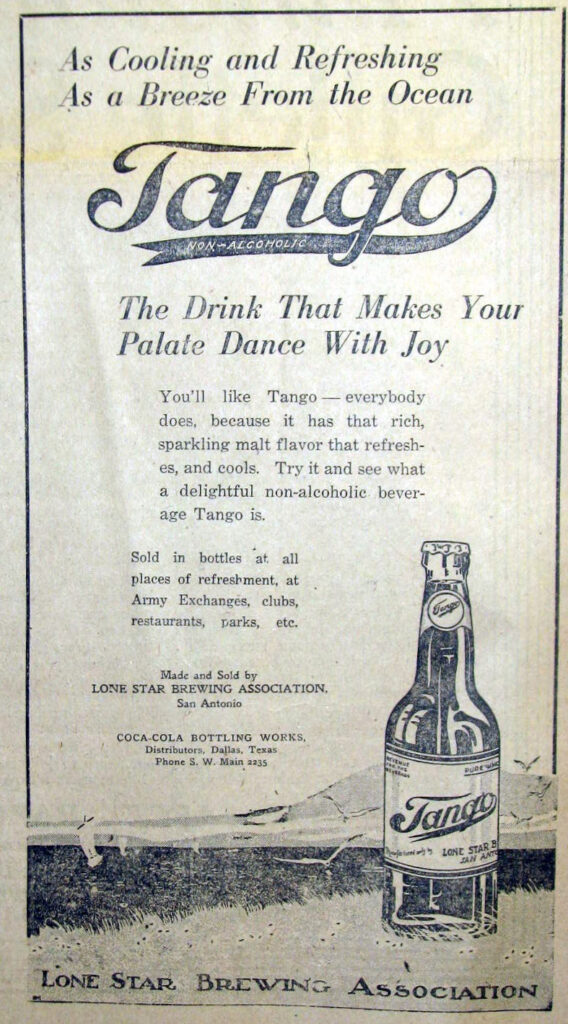 As Cooling and Refreshing
As a Breeze From the Ocean
Tango
NON-ALCOHOLIC
The Drink That Makes Your
Palate Dance With Joy
You'll like Tango — everybody
does, because it has that rich,
sparkling malt flavor that refresh-
es, and cools. Try it and see what
a delightful non-alcoholic bever-
age Tango is.
Sold in bottles at all
places of refreshment, at
Army Exchanges, clubs,
restaurants, parks, etc.
Made and Sold by
LONE STAR BREWING ASSOCIATION,
San Antonio
COCA-COLA BOTTLING WORKS,
Distributors, Dallas, Texas
Phone S. W. Main 2235
Tango
Tango
Manufactured only by
LONE STAR B
SAN ANTO
LONE STAR BREWING ASSOCIATION